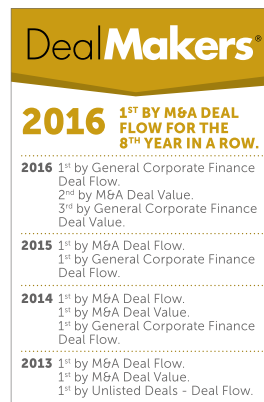 DealMakers®
2016
1ST BY M&A DEAL
FLOW FOR THE
8TH YEAR IN A ROW.
2016 1st by General Corporate Finance
Deal Flow.
2nd by M&A Deal Value.
3rd by General Corporate Finance
Deal Value.
2015 1st by M&A Deal Flow.
1st by General Corporate Finance
Deal Flow.
2014 1st by M&A Deal Flow.
1st by M&A Deal Value.
1st by General Corporate Finance
Deal Flow.
2013 1st by M&A Deal Flow.
1st by M&A Deal Value.
1st by Unlisted Deals - Deal Flow.